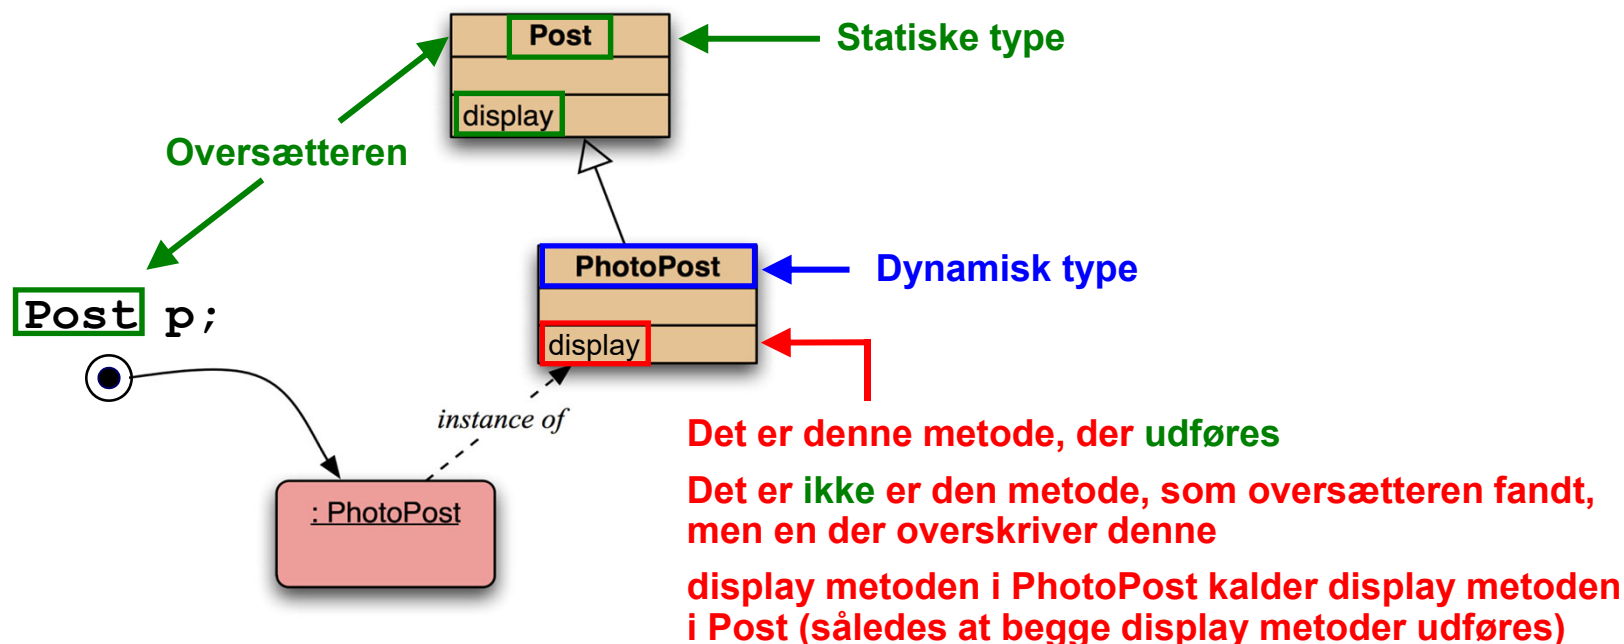 Post
Statiske type
display
Oversætteren
PhotoPost
Dynamisk type
Post p;
display
instance of
: PhotoPost
Det er denne metode, der udføres
Det er ikke er den metode, som oversætteren fandt,
men en der overskriver denne
display metoden i PhotoPost kalder display metoden
i Post (således at begge display metoder udføres)